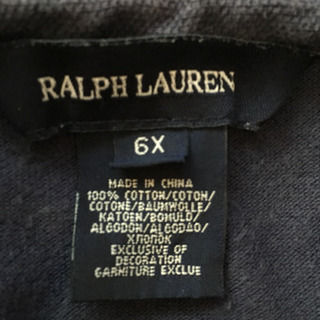 RALPH LAUREN
6X
MADE IN CHINA
100% COTTON/COTON/
COTONE/BAUMWOLLE/
KATOEN/BOMULD/
ALGODON/ALGODAO/
ХЛОПОК
EXCLUSIVE OF
DECORATION
GARNITURE EXCLUE